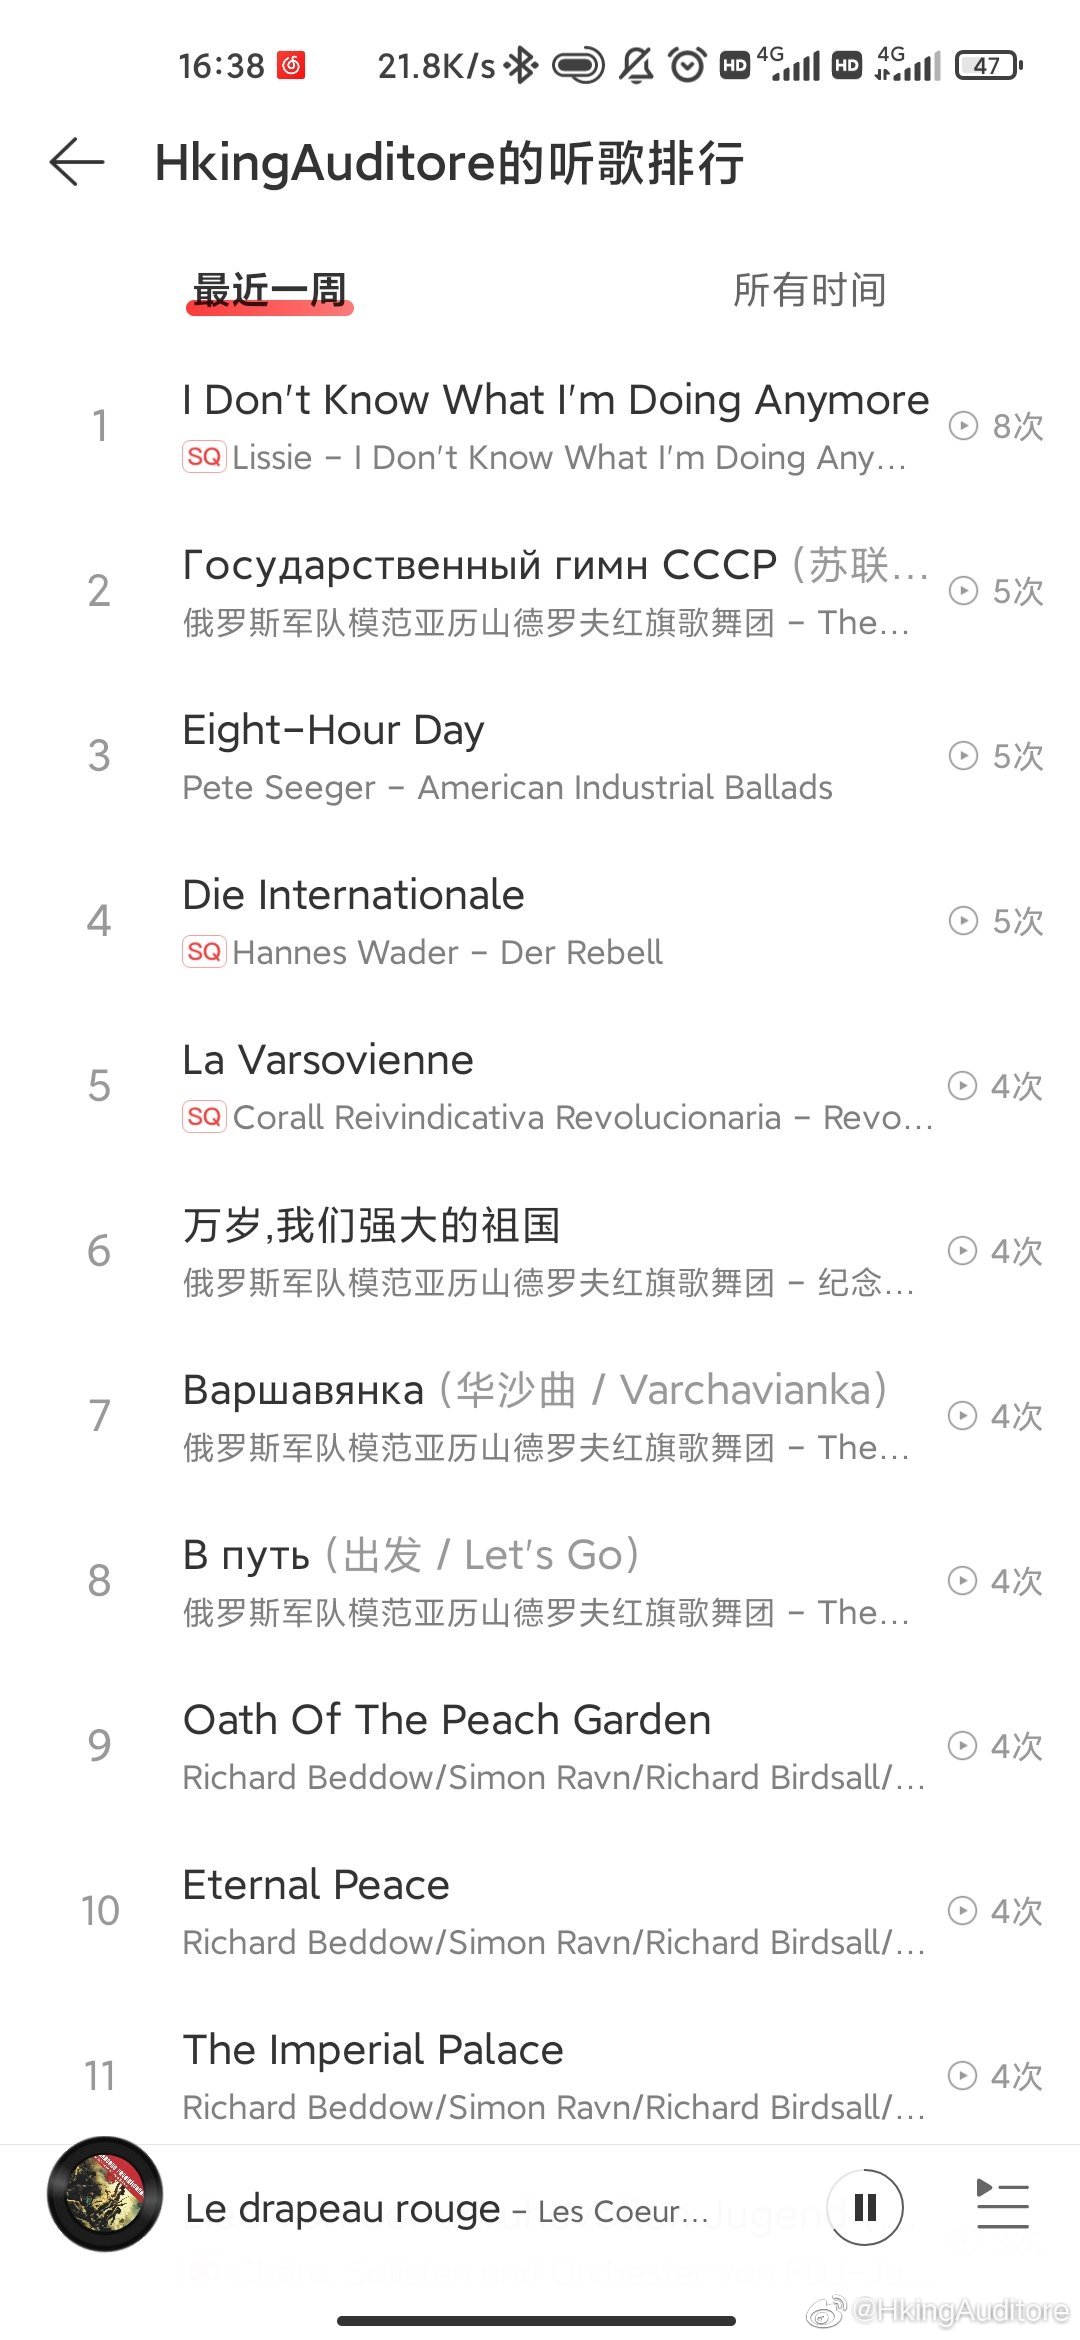 16:38 21.8K/s HD 4G HD 4G 47
HkingAuditore的听歌排行
最近一周 所有时间
1 I Don't Know What I'm Doing Anymore 8次
SQ Lissie – I Don't Know What I'm Doing Any...
2 Государственный гимн СССР (苏联... 5次
俄罗斯军队模范亚历山德罗夫红旗歌舞团 – The...
3 Eight-Hour Day 5次
Pete Seeger – American Industrial Ballads
4 Die Internationale 5次
SQ Hannes Wader – Der Rebell
5 La Varsovienne 4次
SQ Corall Reivindicativa Revolucionaria – Revo...
6 万岁,我们强大的祖国 4次
俄罗斯军队模范亚历山德罗夫红旗歌舞团 – 纪念...
7 Варшавянка (华沙曲 / Varchavianka) 4次
俄罗斯军队模范亚历山德罗夫红旗歌舞团 – The...
8 В путь (出发 / Let's Go) 4次
俄罗斯军队模范亚历山德罗夫红旗歌舞团 – The...
9 Oath Of The Peach Garden 4次
Richard Beddow/Simon Ravn/Richard Birdsall/...
10 Eternal Peace 4次
Richard Beddow/Simon Ravn/Richard Birdsall/...
11 The Imperial Palace 4次
Richard Beddow/Simon Ravn/Richard Birdsall/...
Le drapeau rouge – Les Coeur...
@HkingAuditore